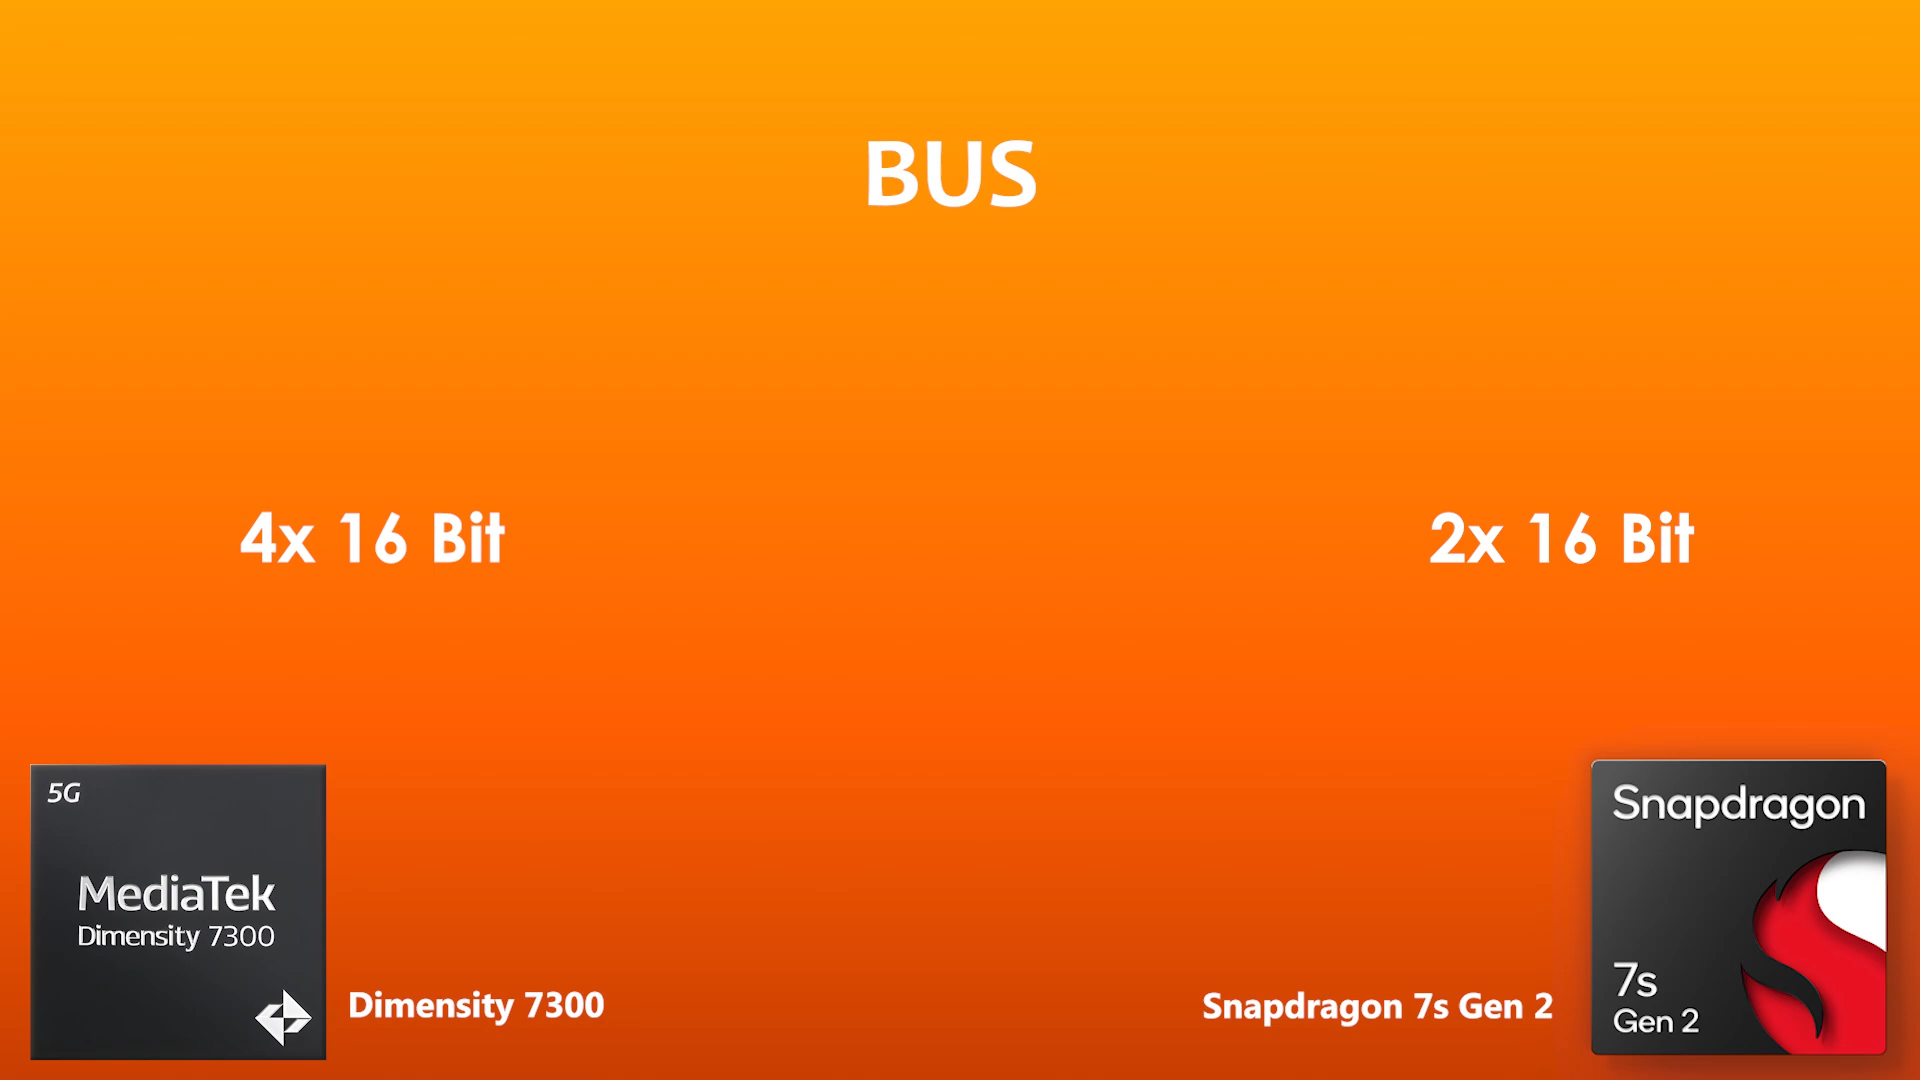 BUS
4x 16 Bit
2x 16 Bit
5G
MediaTek
Dimensity 7300
Dimensity 7300
Snapdragon 7s Gen 2
Snapdragon
7s
Gen 2